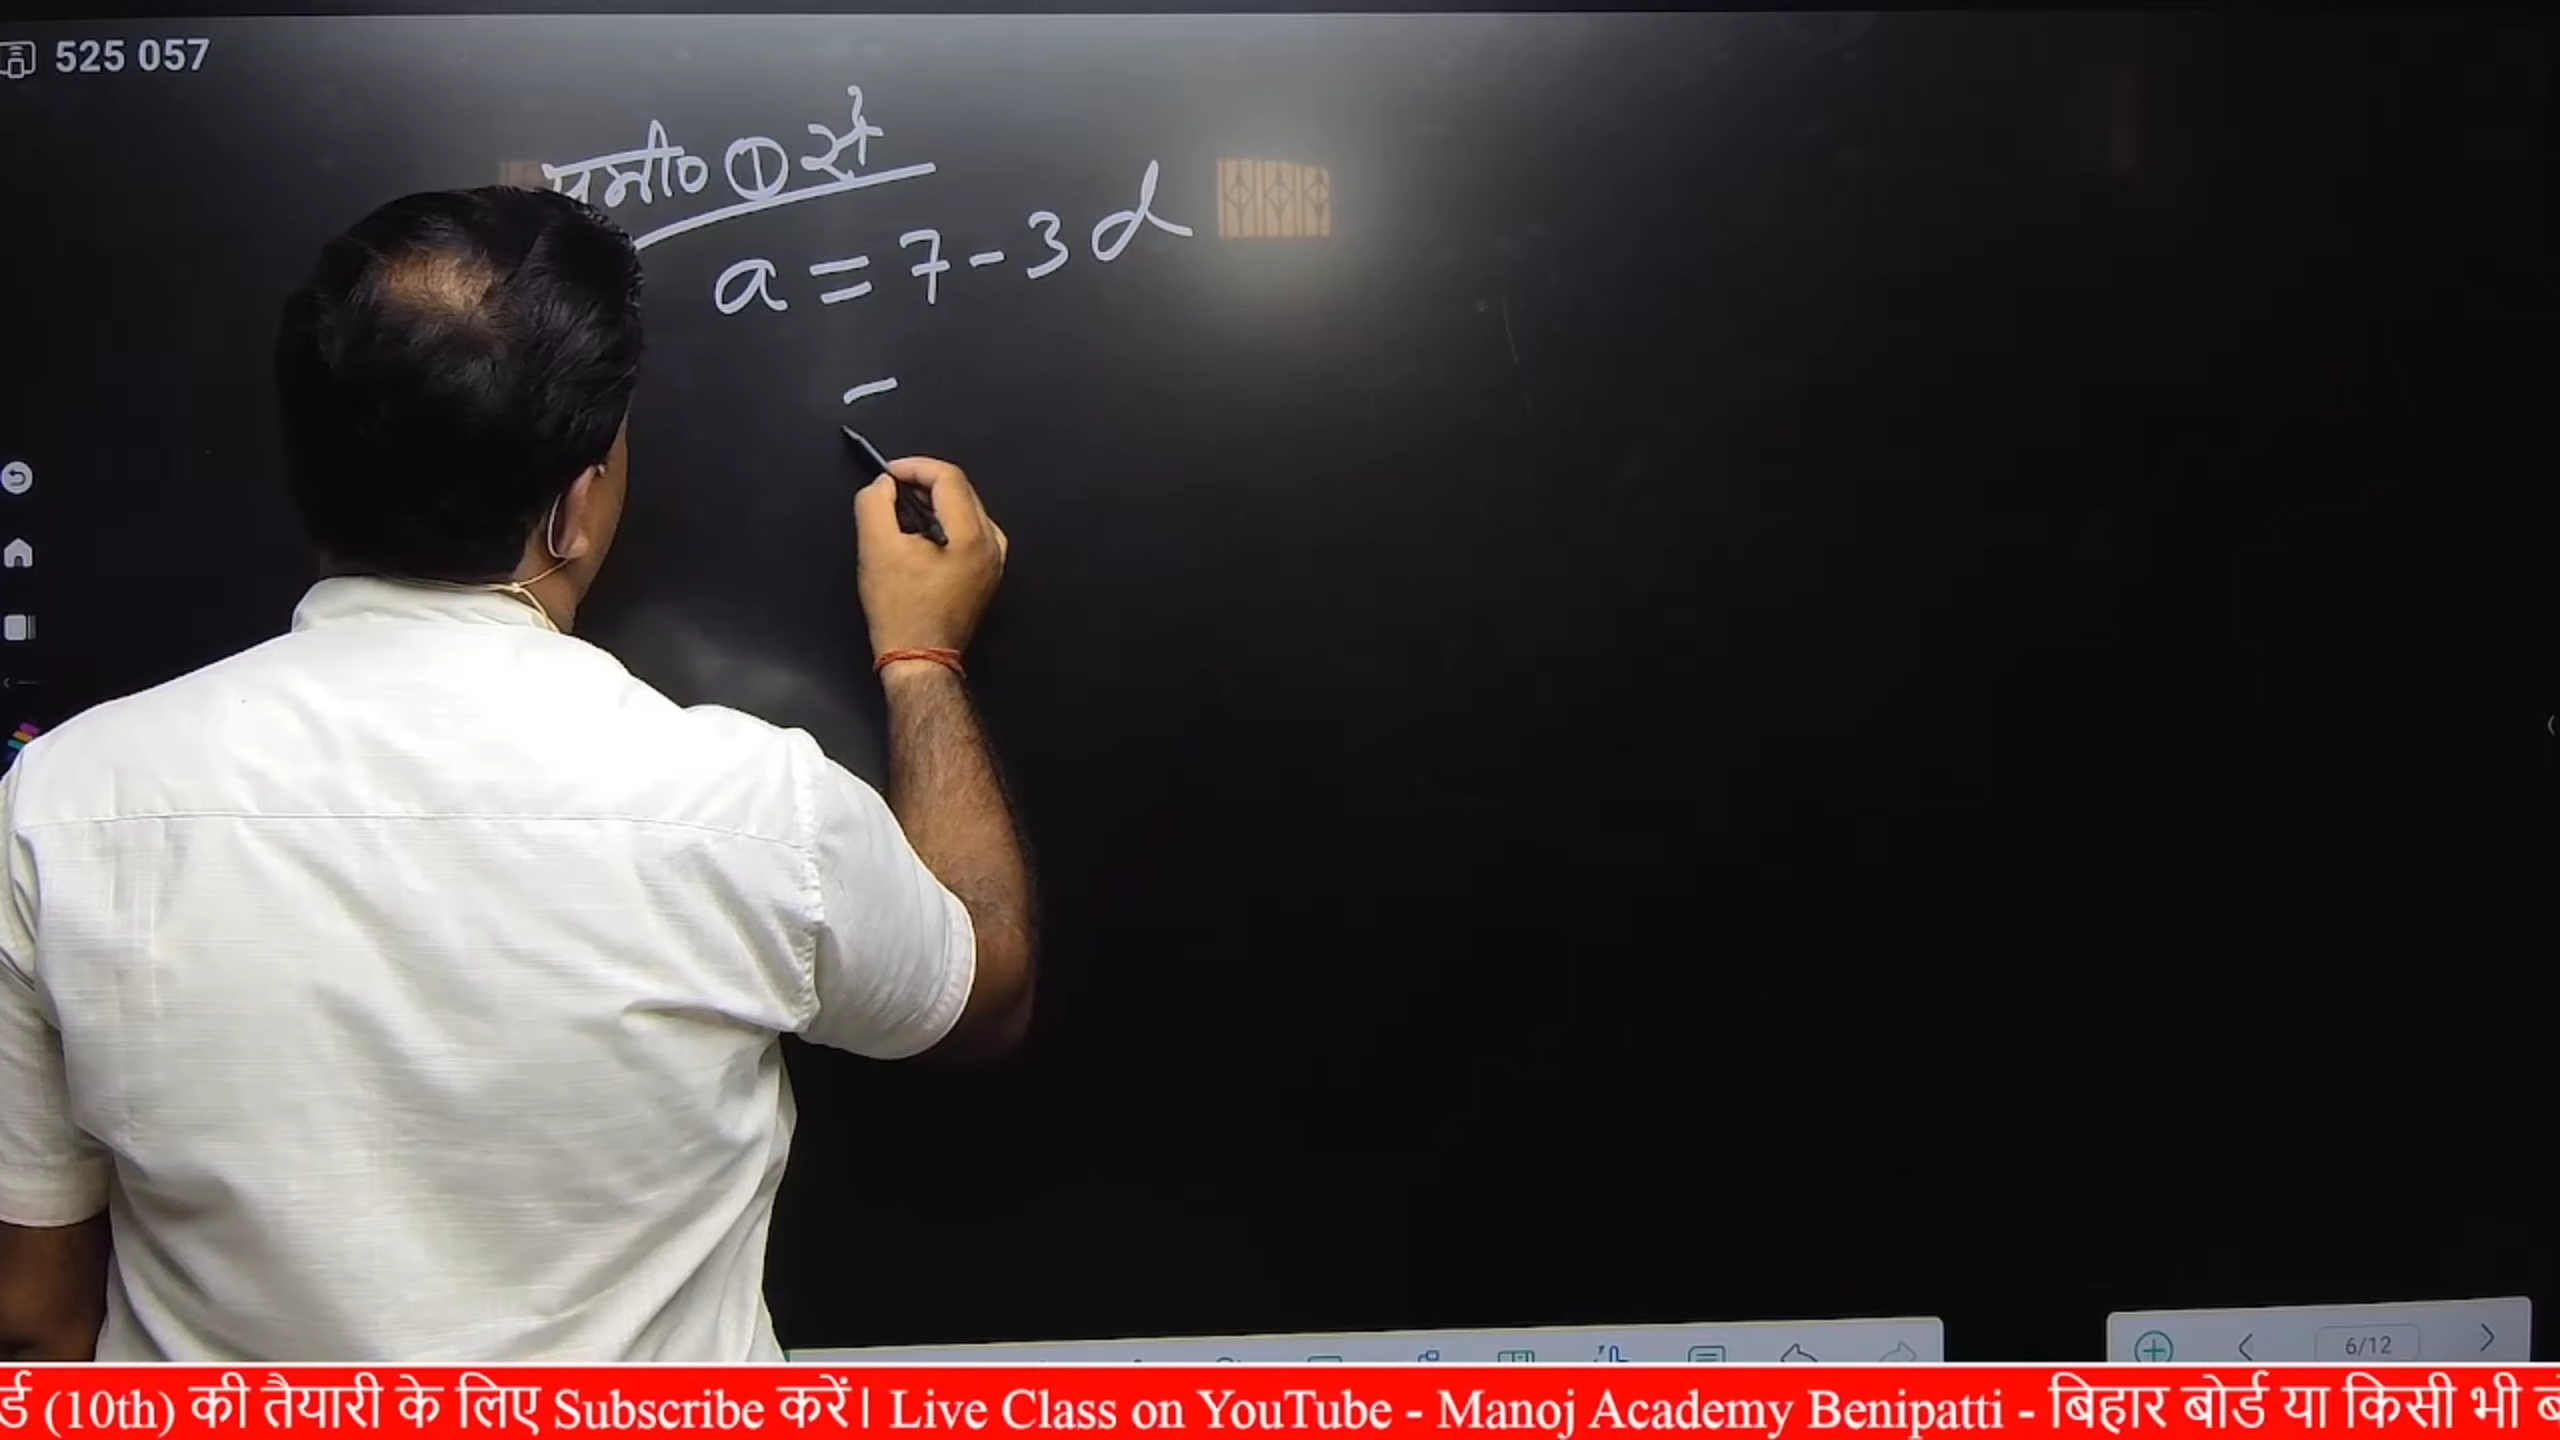 525 057
समी० ① से
a = 7 - 3d
6/12
र्ड (10th) की तैयारी के लिए Subscribe करें। Live Class on YouTube - Manoj Academy Benipatti - बिहार बोर्ड या किसी भी